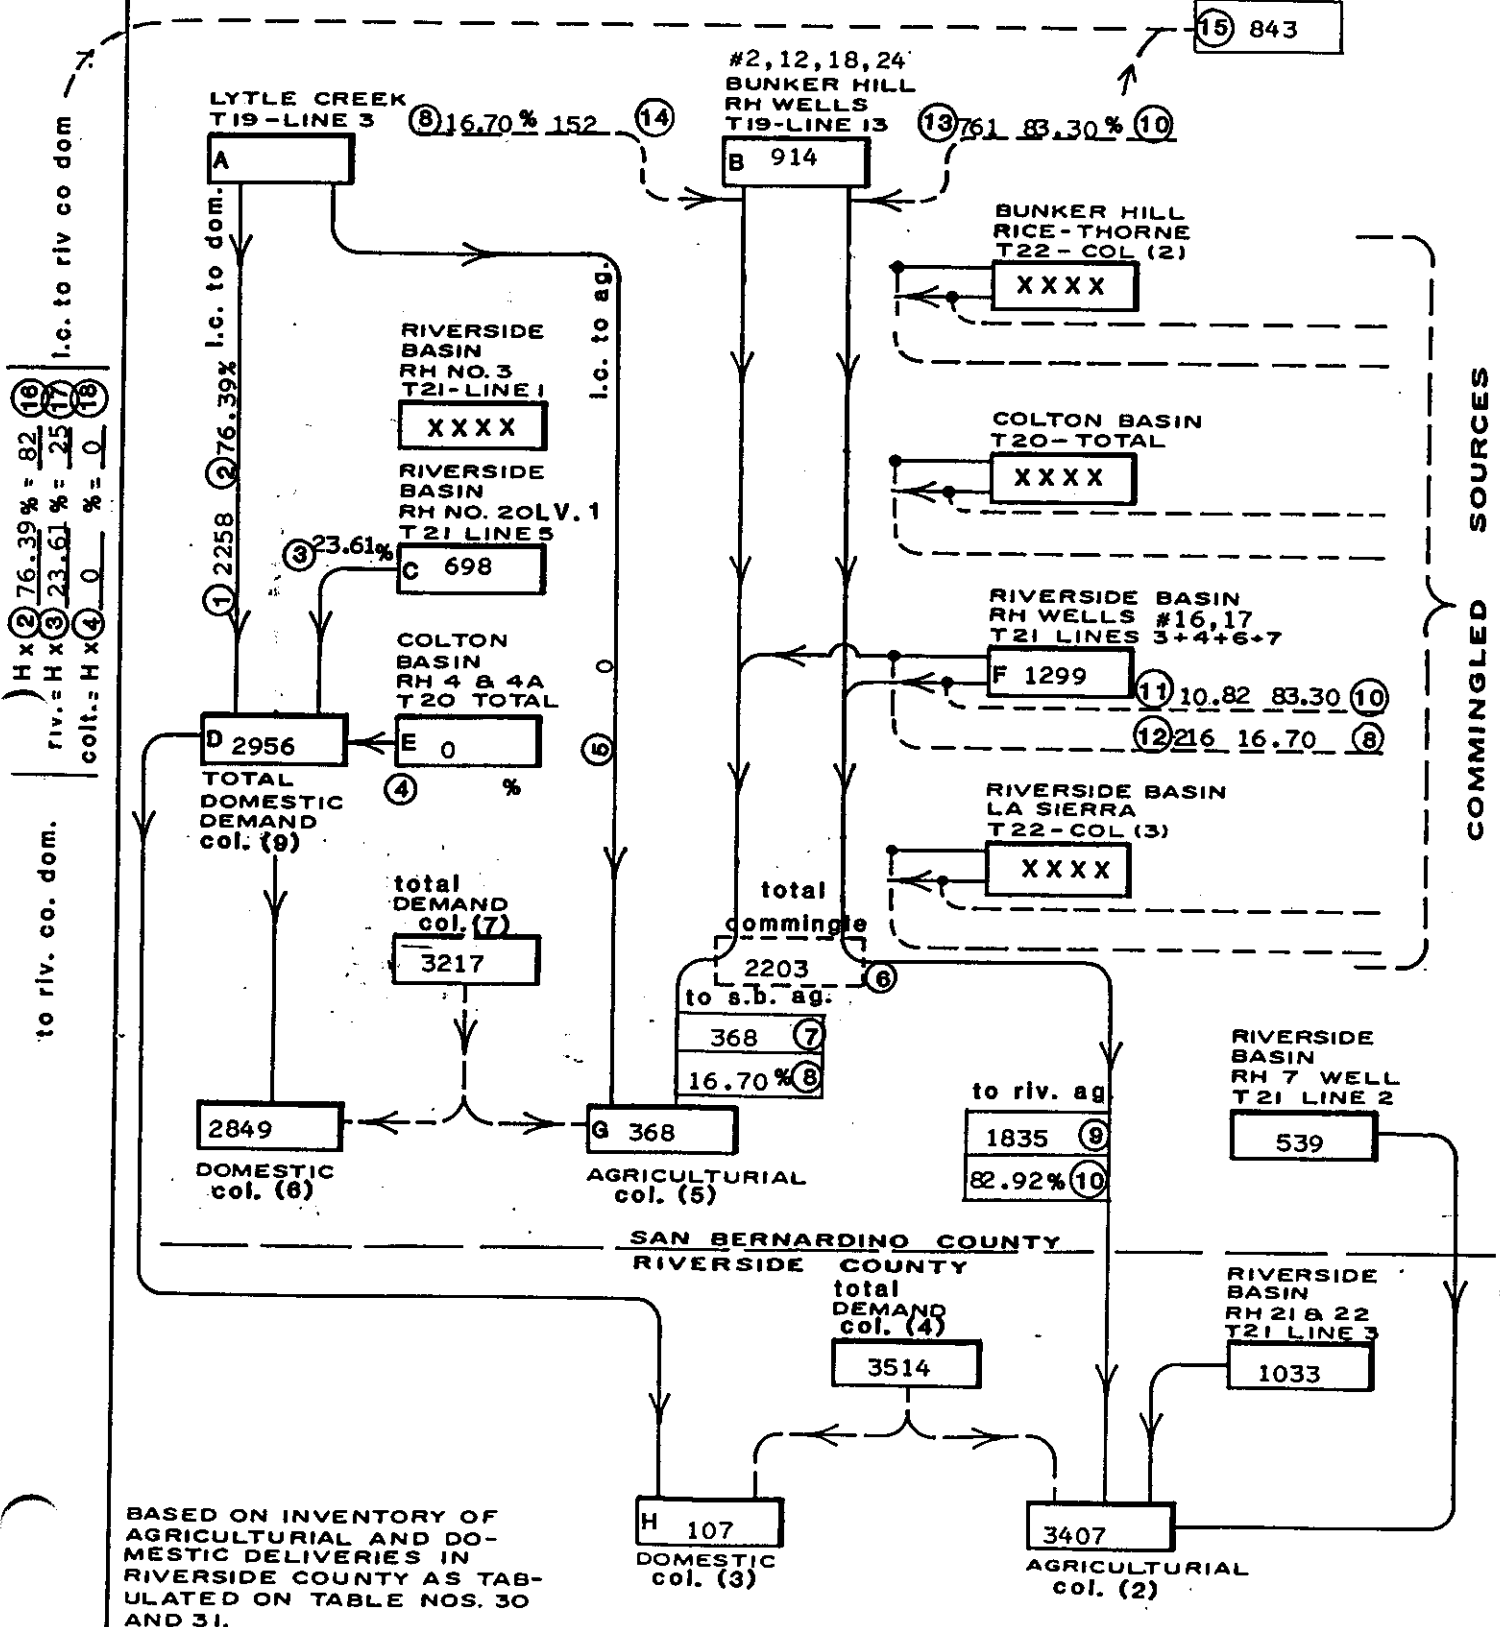 15 843
7.
#2,12,18,24
BUNKER HILL
RH WELLS
T19-LINE 13
B 914
LYTLE CREEK
T19-LINE 3
A
8 16.70 % 152 14
13 761 83.30 % 10
l.c. to riv co dom
l.c. to dom.
l.c. to ag.
BUNKER HILL
RICE-THORNE
T22-COL (2)
XXXX
RIVERSIDE
BASIN
RH NO. 3
T21-LINE 1
XXXX
COLTON BASIN
T20-TOTAL
XXXX
RIVERSIDE
BASIN
RH NO. 20 LV. 1
T21 LINE 5
C 698
3 23.61%
1 2258 2 76.39%
) H x 2 76.39 % = 82 16
riv. = H x 3 23.61 % = 25 17
colt. = H x 4 0 % = 0 18
to riv. co. dom.
COLTON
BASIN
RH 4 & 4A
T20 TOTAL
E 0
4 %
0
5
D 2956
TOTAL
DOMESTIC
DEMAND
col. (9)
RIVERSIDE BASIN
RH WELLS #16,17
T21 LINES 3+4+6+7
F 1299
11 10.82 83.30 10
12 216 16.70 8
RIVERSIDE BASIN
LA SIERRA
T22-COL (3)
XXXX
COMMINGLED SOURCES
total
DEMAND
col. (7)
3217
total
commingle
2203
6
to s.b. ag.
368 7
16.70 % 8
2849
DOMESTIC
col. (6)
G 368
AGRICULTURIAL
col. (5)
to riv. ag
1835 9
82.92% 10
RIVERSIDE
BASIN
RH 7 WELL
T21 LINE 2
539
SAN BERNARDINO COUNTY
RIVERSIDE COUNTY
total
DEMAND
col. (4)
3514
RIVERSIDE
BASIN
RH 21 & 22
T21 LINE 3
1033
H 107
DOMESTIC
col. (3)
3407
AGRICULTURIAL
col. (2)
BASED ON INVENTORY OF
AGRICULTURIAL AND DO-
MESTIC DELIVERIES IN
RIVERSIDE COUNTY AS TAB-
ULATED ON TABLE NOS. 30
AND 31.